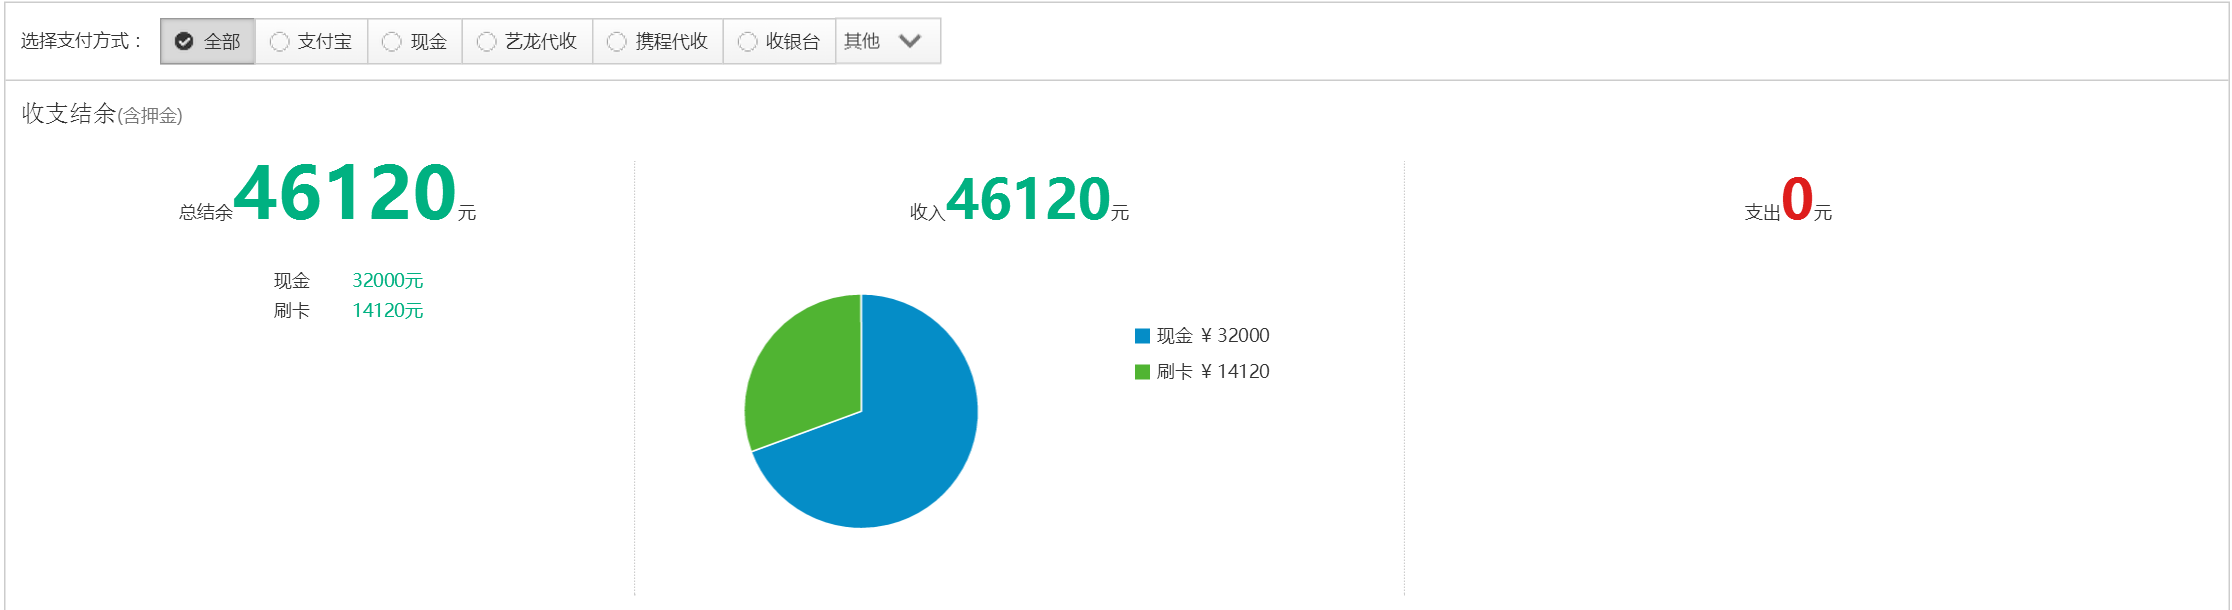 选择支付方式： 全部 支付宝 现金 艺龙代收 携程代收 收银台 其他
收支结余(含押金)
总结余46120元
现金 32000元
刷卡 14120元
收入46120元
现金 ¥ 32000
刷卡 ¥ 14120
支出0元